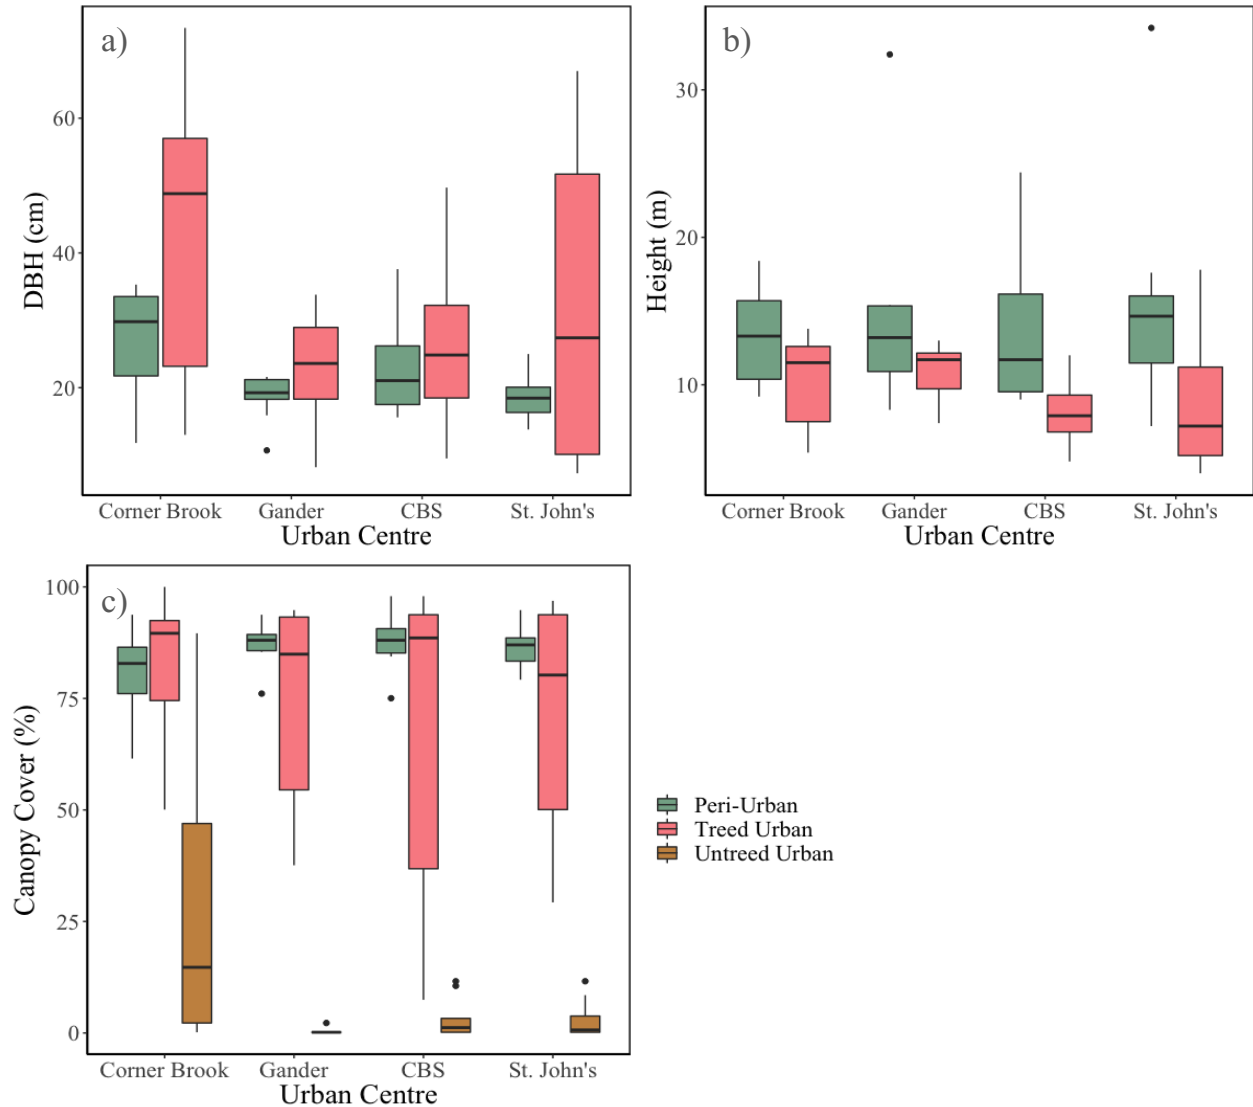 a)
60
40
20
DBH (cm)
Corner Brook Gander CBS St. John's
Urban Centre
b)
30
20
10
Height (m)
Corner Brook Gander CBS St. John's
Urban Centre
c)
100
75
50
25
0
Canopy Cover (%)
Corner Brook Gander CBS St. John's
Urban Centre
Peri-Urban
Treed Urban
Untreed Urban